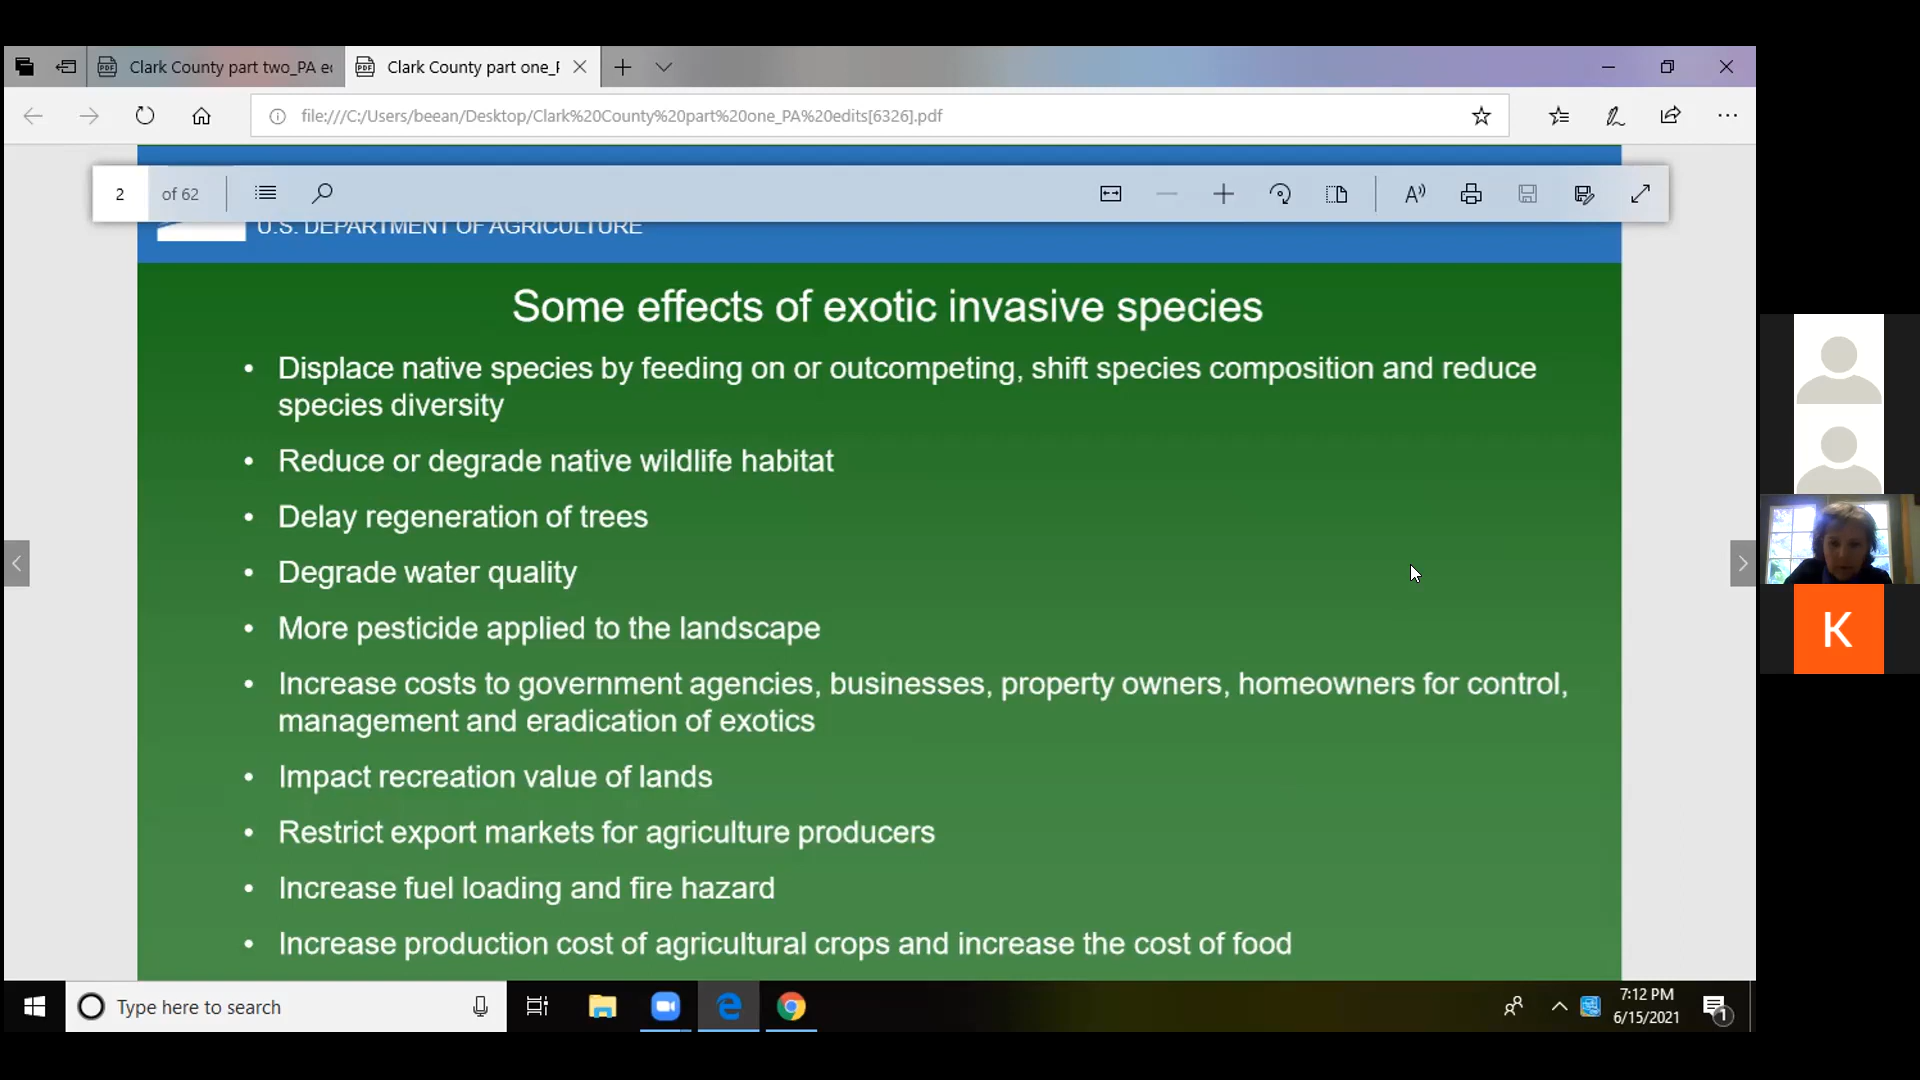 Clark County part two_PA ec
Clark County part one_F
file:///C:/Users/beean/Desktop/Clark%20County%20part%20one_PA%20edits[6326].pdf
2 of 62
U.S. DEPARTMENT OF AGRICULTURE
Some effects of exotic invasive species
• Displace native species by feeding on or outcompeting, shift species composition and reduce
species diversity
• Reduce or degrade native wildlife habitat
• Delay regeneration of trees
• Degrade water quality
• More pesticide applied to the landscape
• Increase costs to government agencies, businesses, property owners, homeowners for control,
management and eradication of exotics
• Impact recreation value of lands
• Restrict export markets for agriculture producers
• Increase fuel loading and fire hazard
• Increase production cost of agricultural crops and increase the cost of food
K
Type here to search
7:12 PM
6/15/2021
1